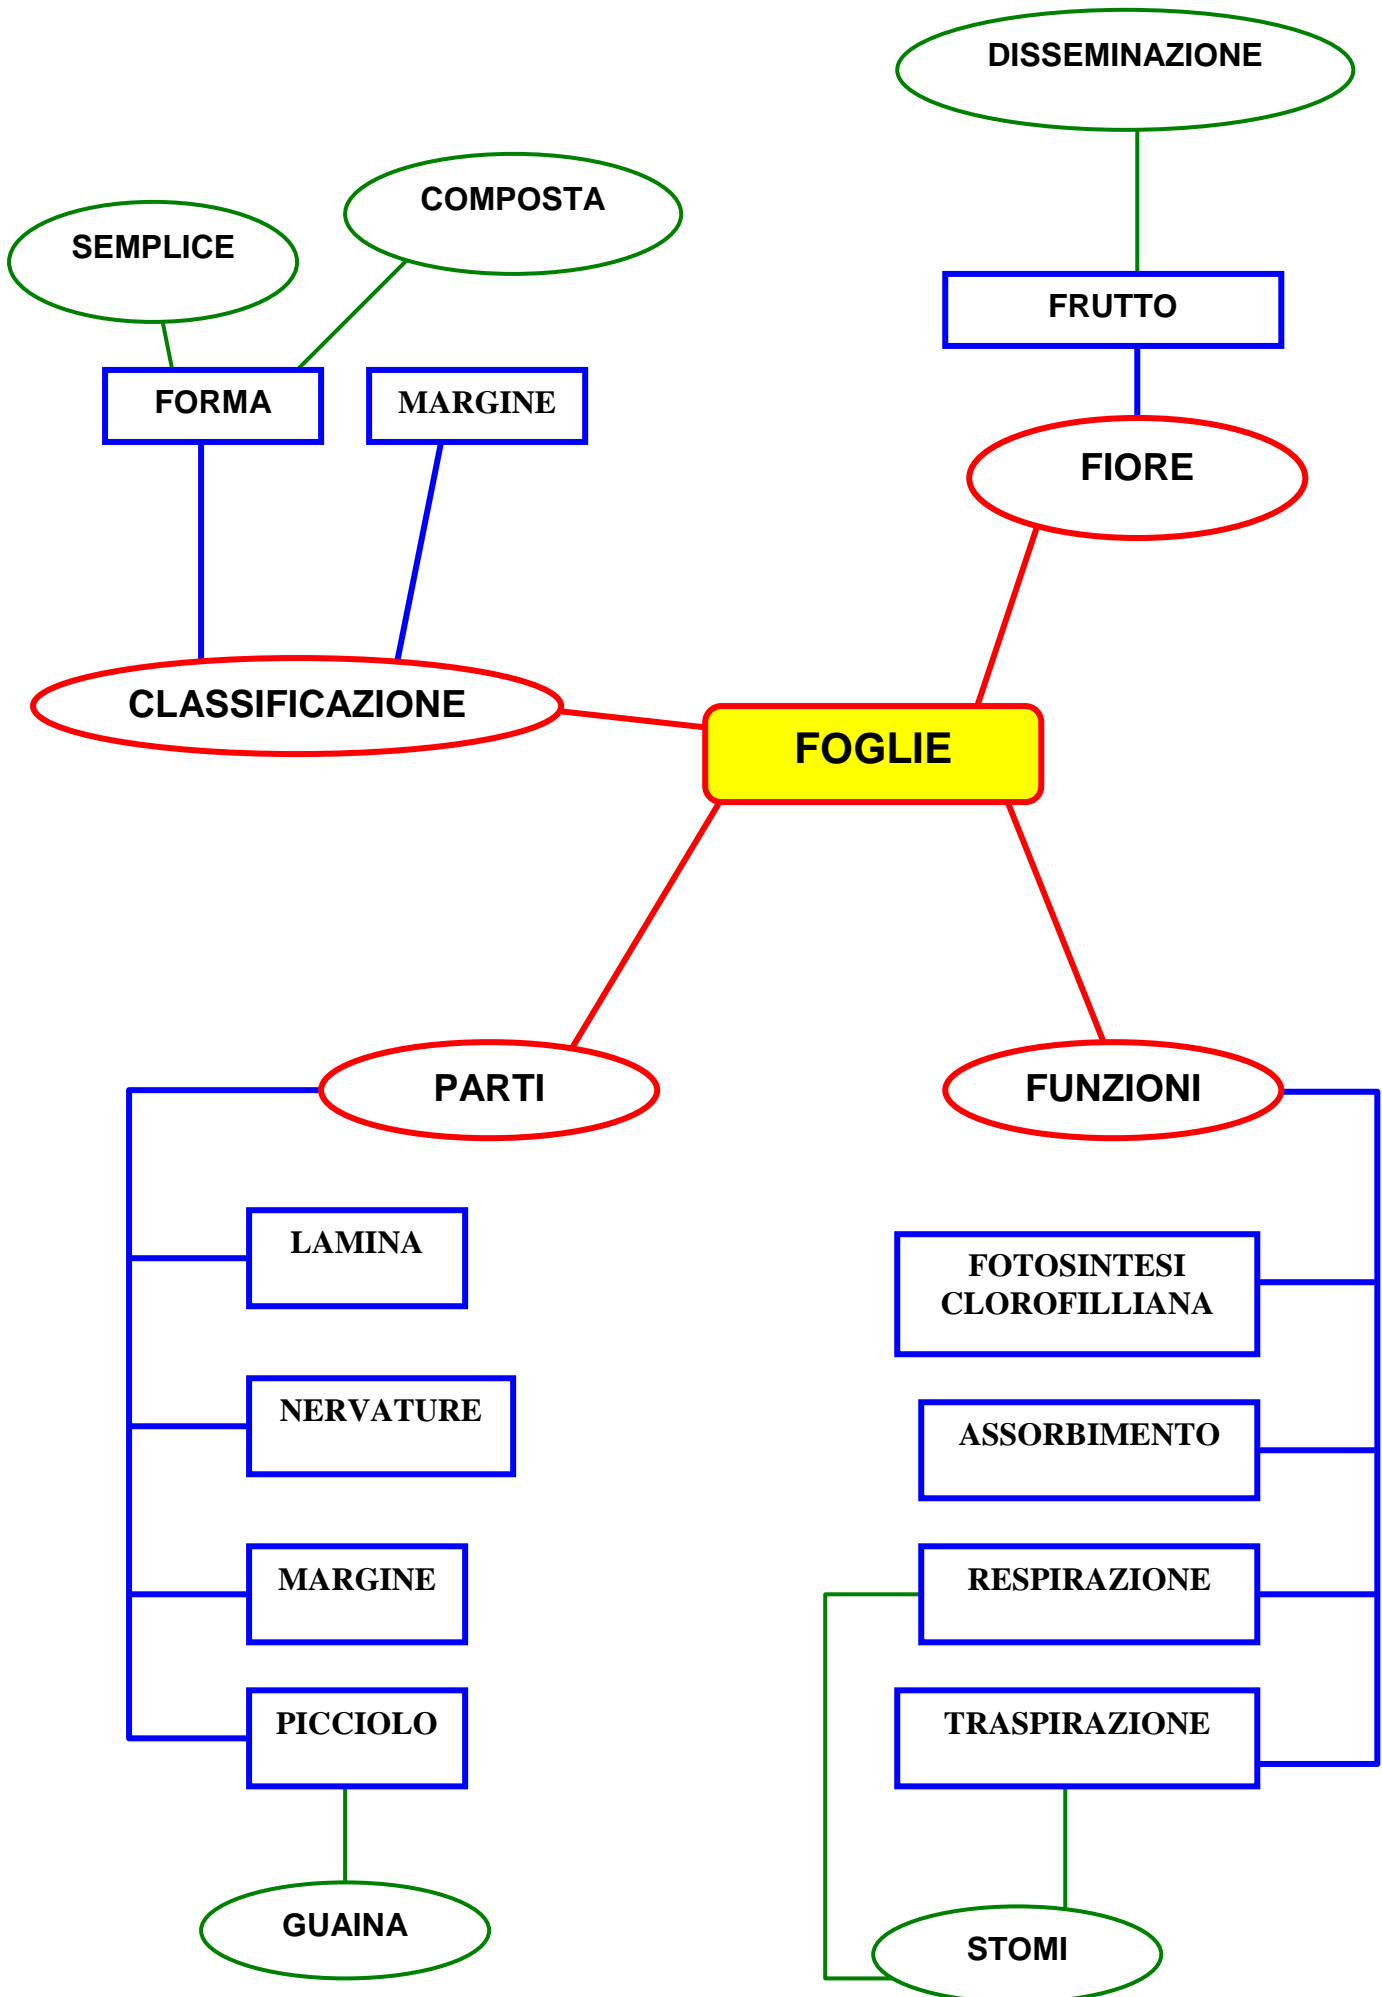 DISSEMINAZIONE
COMPOSTA
SEMPLICE
FRUTTO
FORMA
MARGINE
FIORE
CLASSIFICAZIONE
FOGLIE
PARTI
FUNZIONI
LAMINA
FOTOSINTESI
CLOROFILLIANA
NERVATURE
ASSORBIMENTO
MARGINE
RESPIRAZIONE
PICCIOLO
TRASPIRAZIONE
GUAINA
STOMI